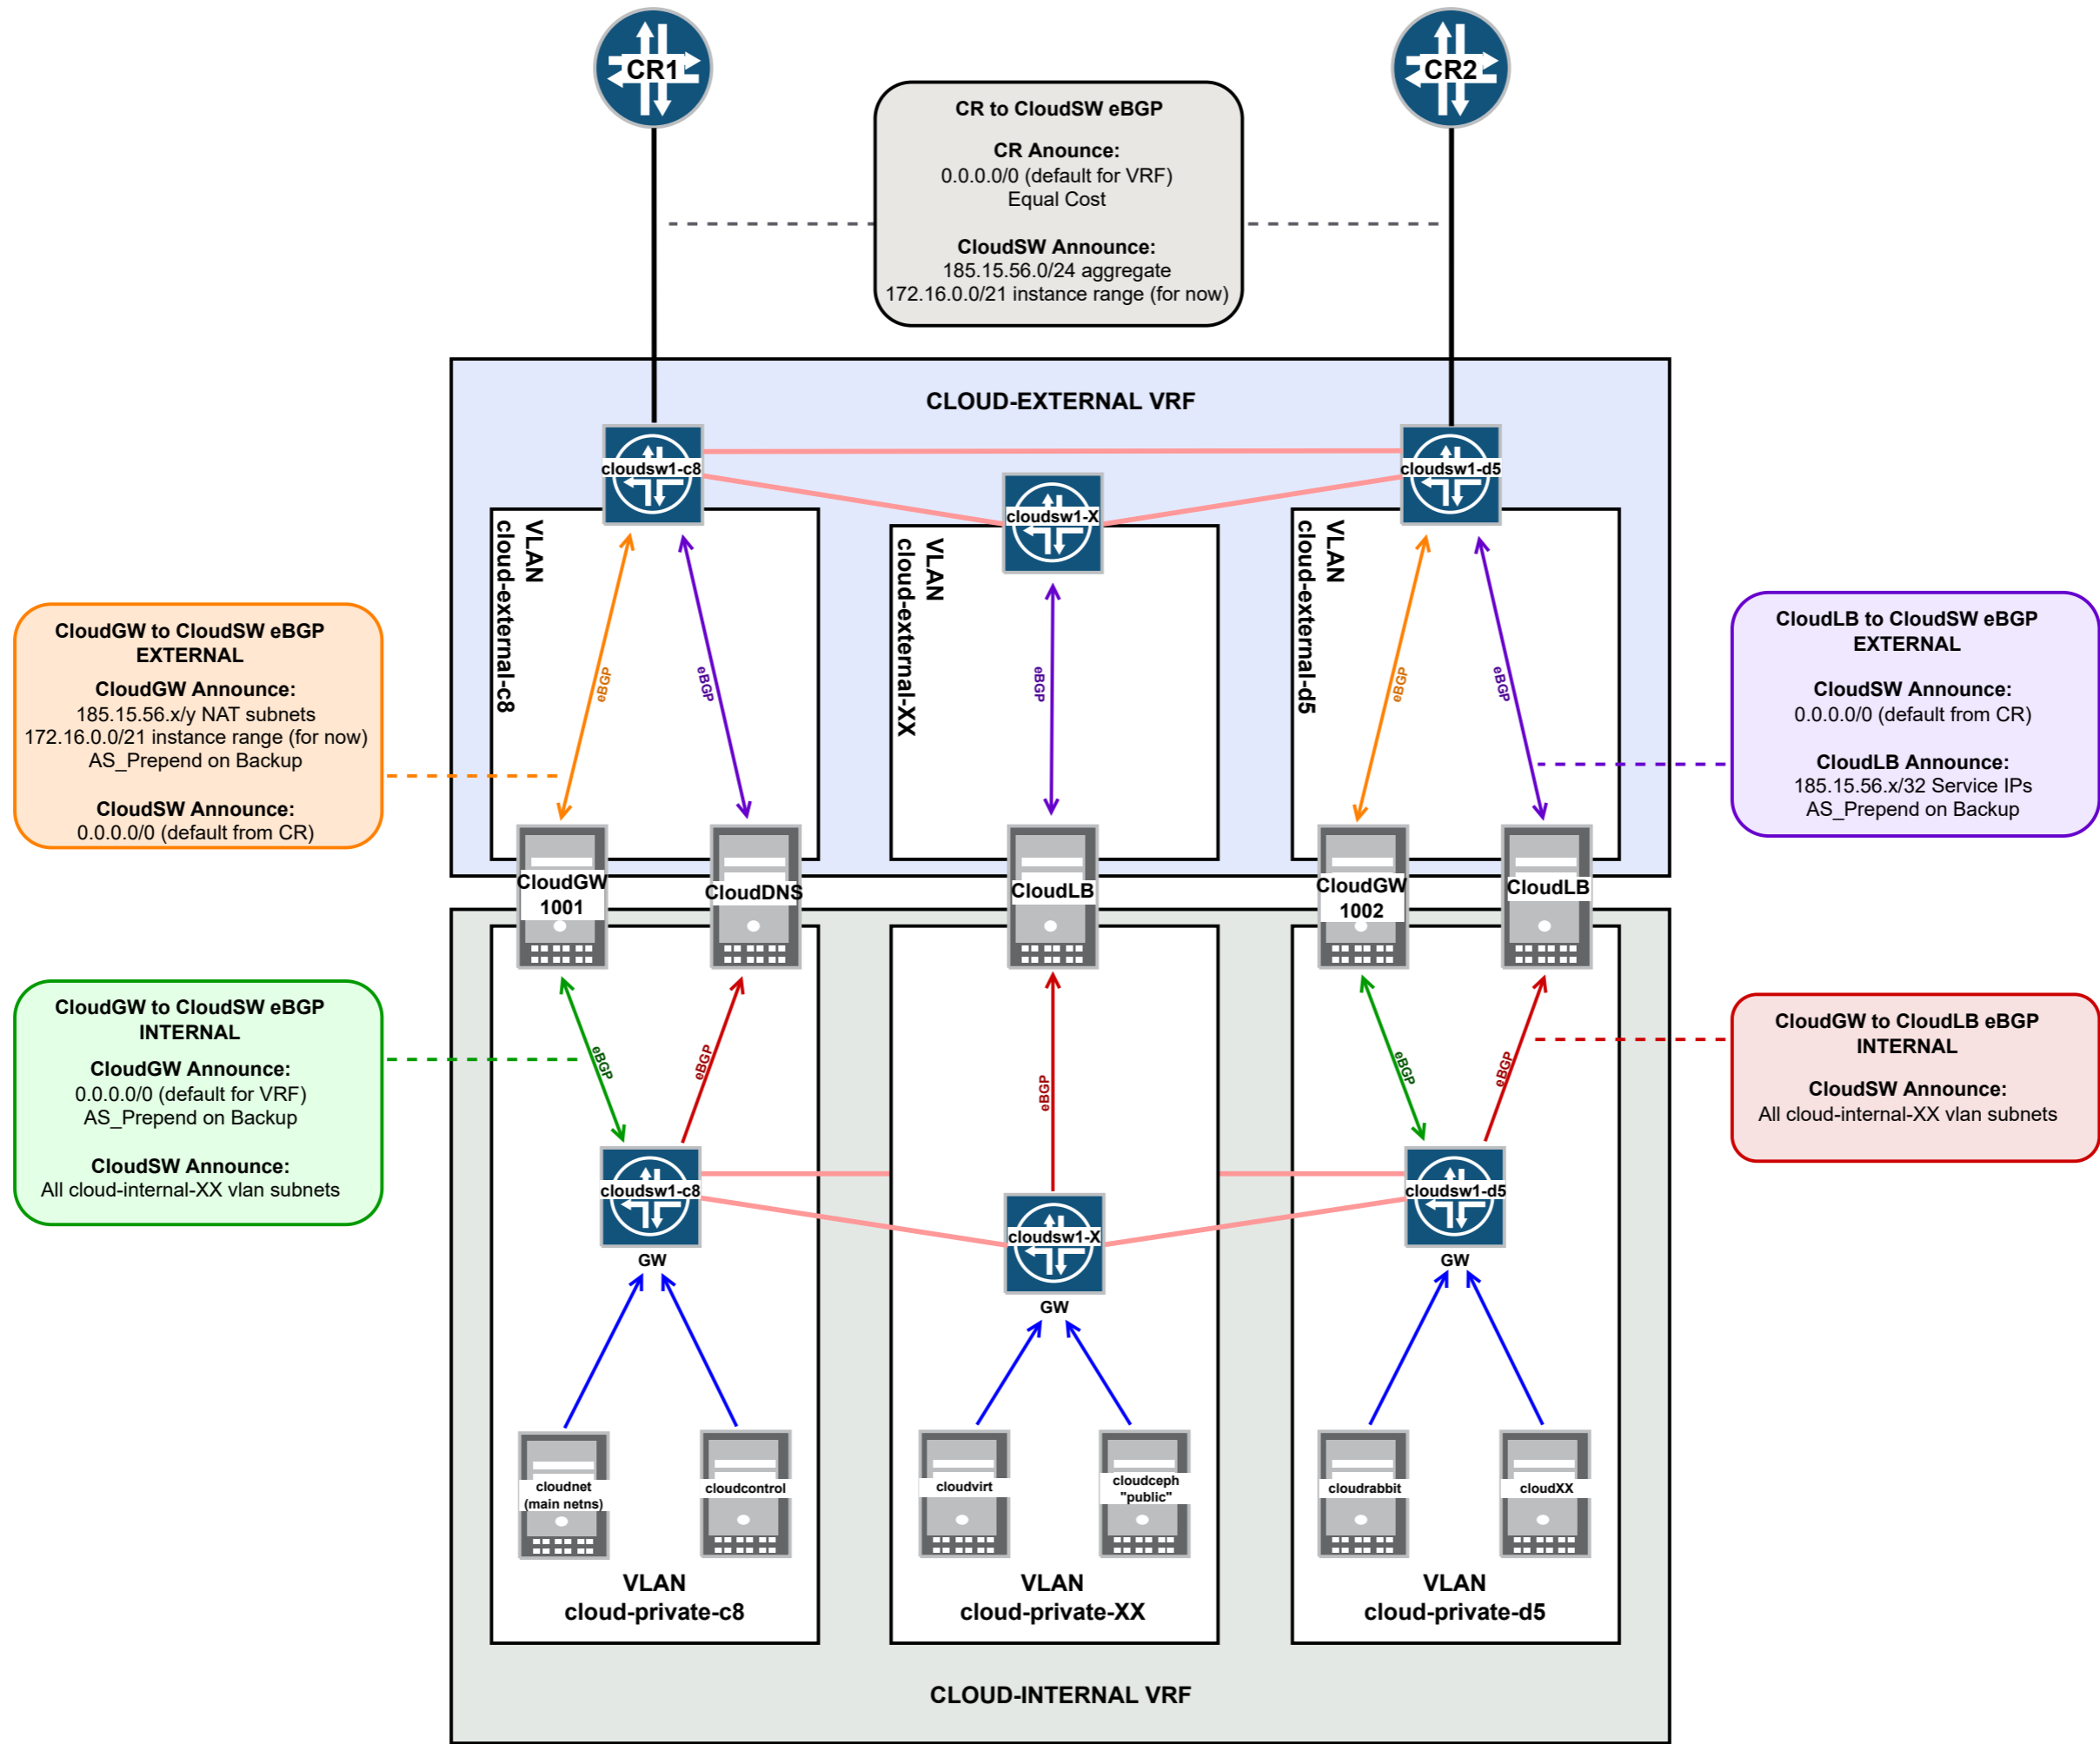 CR1
CR2
CR to CloudSW eBGP
CR Anounce:
0.0.0.0/0 (default for VRF)
Equal Cost
CloudSW Announce:
185.15.56.0/24 aggregate
172.16.0.0/21 instance range (for now)
CLOUD-EXTERNAL VRF
cloudsw1-c8
cloudsw1-X
cloudsw1-d5
VLAN
cloud-external-c8
VLAN
cloud-external-XX
VLAN
cloud-external-d5
CloudGW to CloudSW eBGP
EXTERNAL
CloudGW Announce:
185.15.56.x/y NAT subnets
172.16.0.0/21 instance range (for now)
AS_Prepend on Backup
CloudSW Announce:
0.0.0.0/0 (default from CR)
eBGP
eBGP
eBGP
eBGP
eBGP
CloudLB to CloudSW eBGP
EXTERNAL
CloudSW Announce:
0.0.0.0/0 (default from CR)
CloudLB Announce:
185.15.56.x/32 Service IPs
AS_Prepend on Backup
CloudGW
1001
CloudDNS
CloudLB
CloudGW
1002
CloudLB
CloudGW to CloudSW eBGP
INTERNAL
CloudGW Announce:
0.0.0.0/0 (default for VRF)
AS_Prepend on Backup
CloudSW Announce:
All cloud-internal-XX vlan subnets
eBGP
eBGP
eBGP
eBGP
eBGP
CloudGW to CloudLB eBGP
INTERNAL
CloudSW Announce:
All cloud-internal-XX vlan subnets
cloudsw1-c8
GW
cloudsw1-X
GW
cloudsw1-d5
GW
cloudnet
(main netns)
cloudcontrol
cloudvirt
cloudceph
"public"
cloudrabbit
cloudXX
VLAN
cloud-private-c8
VLAN
cloud-private-XX
VLAN
cloud-private-d5
CLOUD-INTERNAL VRF